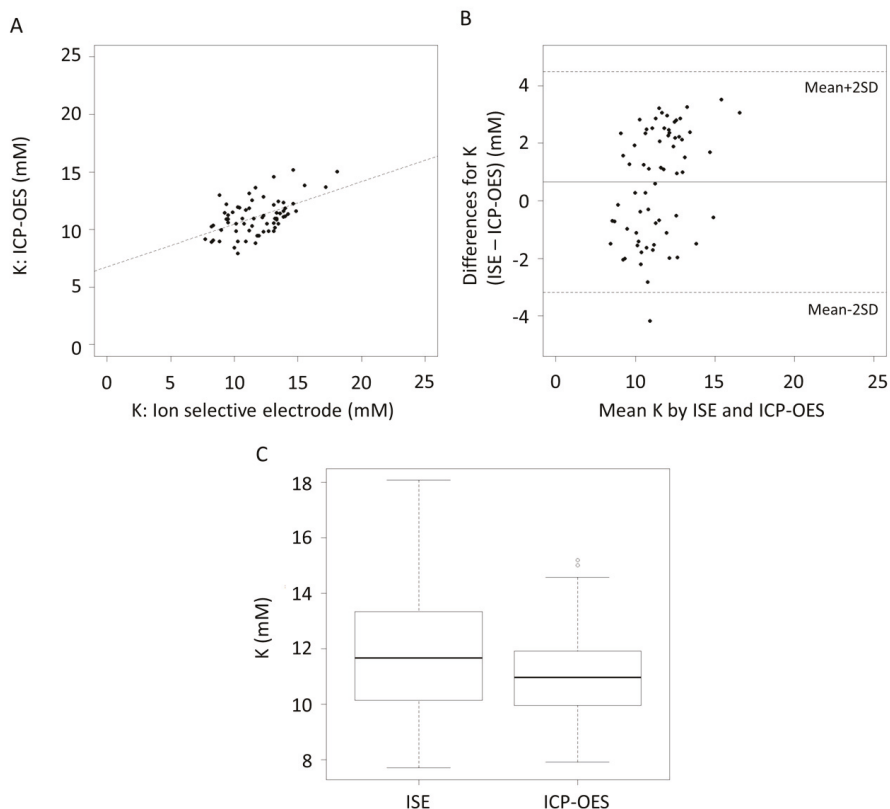 A
25
20
15
10
5
0
K: ICP-OES (mM)
0 5 10 15 20 25
K: Ion selective electrode (mM)
B
4
2
0
-2
-4
Differences for K
(ISE – ICP-OES) (mM)
Mean+2SD
Mean-2SD
0 5 10 15 20 25
Mean K by ISE and ICP-OES
C
18
16
14
12
10
8
K (mM)
ISE ICP-OES